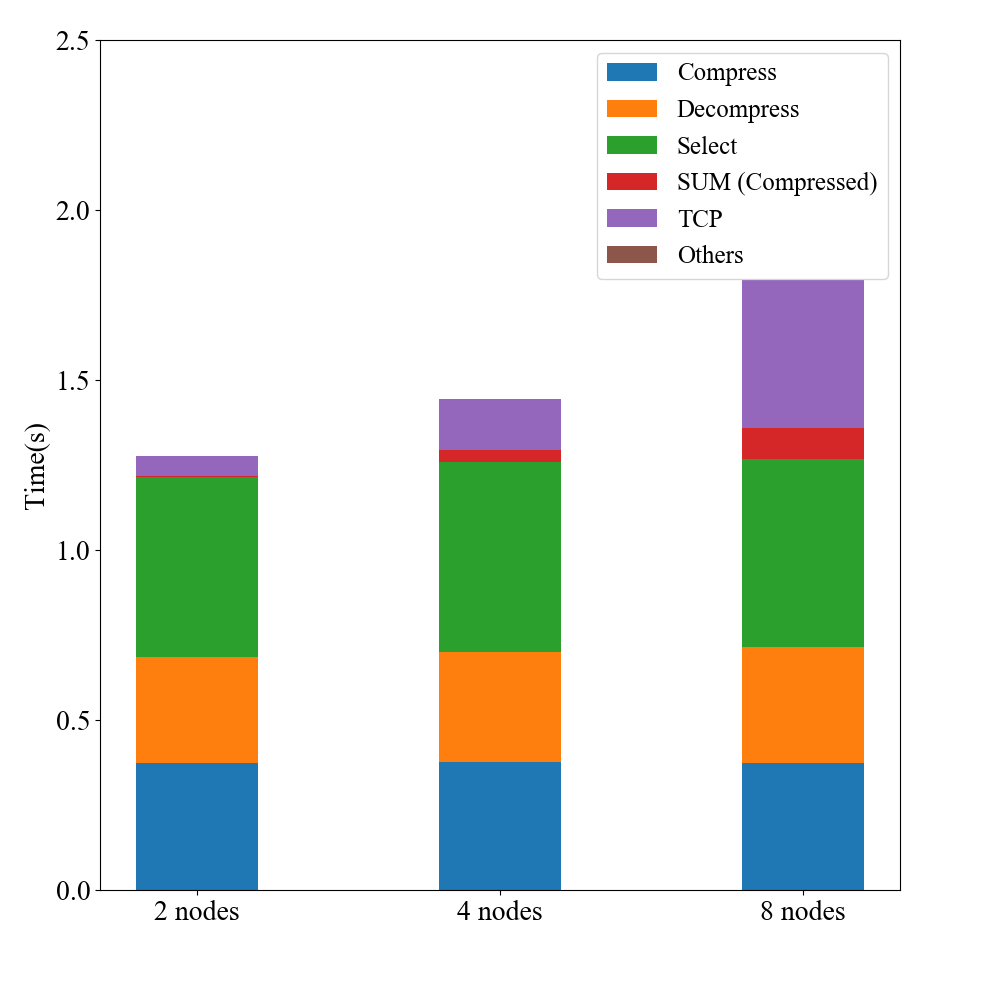 2.5
2.0
1.5
1.0
0.5
0.0
Time(s)
Compress
Decompress
Select
SUM (Compressed)
TCP
Others
2 nodes
4 nodes
8 nodes